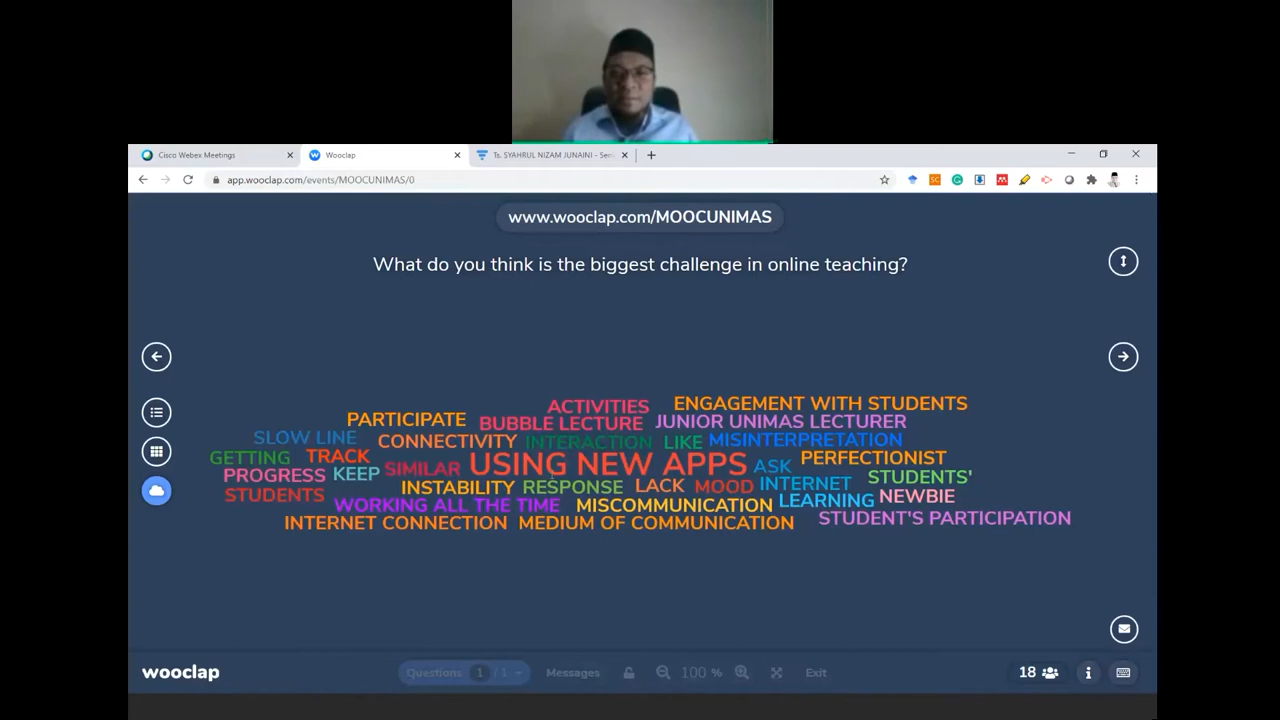 Cisco Webex Meetings
Wooclap
Ts. SYAHRUL NIZAM JUNAINI - Sen
app.wooclap.com/events/MOOCUNIMAS/0
www.wooclap.com/MOOCUNIMAS
What do you think is the biggest challenge in online teaching?
ACTIVITIES ENGAGEMENT WITH STUDENTS
PARTICIPATE BUBBLE LECTURE JUNIOR UNIMAS LECTURER
SLOW LINE CONNECTIVITY INTERACTION LIKE MISINTERPRETATION
GETTING TRACK USING NEW APPS ASK PERFECTIONIST
PROGRESS KEEP SIMILAR STUDENTS'
STUDENTS INSTABILITY RESPONSE LACK MOOD INTERNET NEWBIE
WORKING ALL THE TIME MISCOMMUNICATION LEARNING
INTERNET CONNECTION MEDIUM OF COMMUNICATION STUDENT'S PARTICIPATION
wooclap Questions 1 / 1 Messages 100 % Exit 18